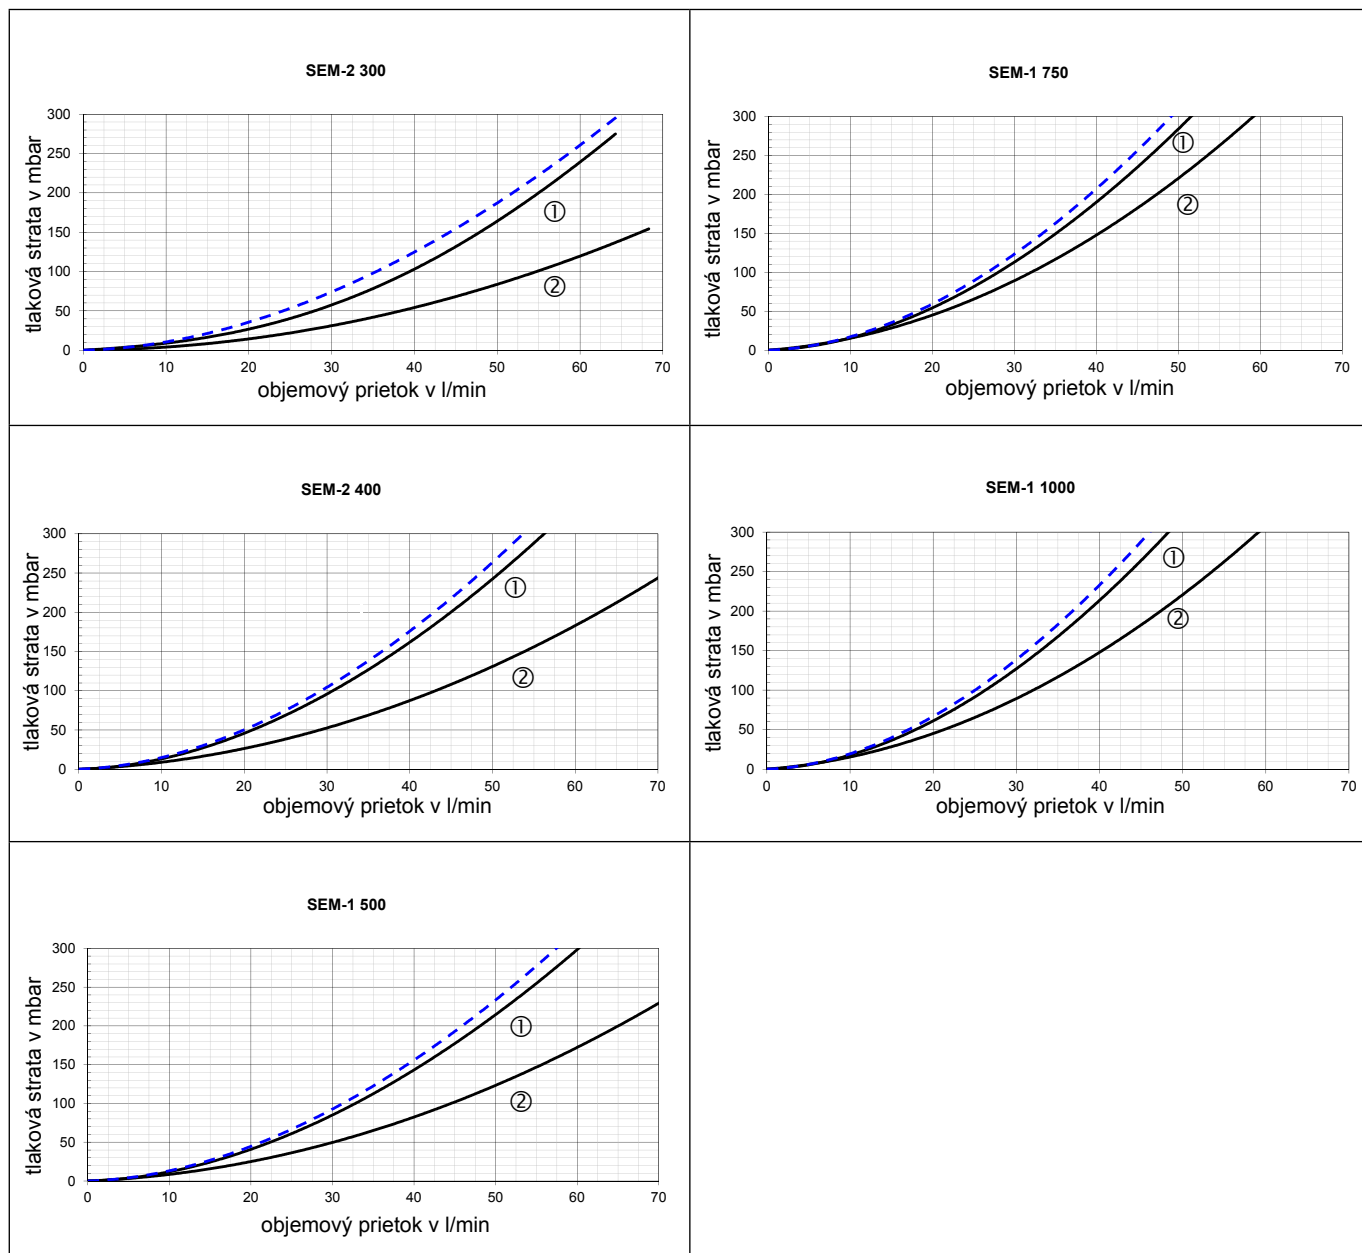 SEM-2 300
tlaková strata v mbar
300
250
200
150
100
50
0
①
②
0 10 20 30 40 50 60 70
objemový prietok v l/min
SEM-1 750
tlaková strata v mbar
300
250
200
150
100
50
0
①
②
0 10 20 30 40 50 60 70
objemový prietok v l/min
SEM-2 400
tlaková strata v mbar
300
250
200
150
100
50
0
①
②
0 10 20 30 40 50 60 70
objemový prietok v l/min
SEM-1 1000
tlaková strata v mbar
300
250
200
150
100
50
0
①
②
0 10 20 30 40 50 60 70
objemový prietok v l/min
SEM-1 500
tlaková strata v mbar
300
250
200
150
100
50
0
①
②
0 10 20 30 40 50 60 70
objemový prietok v l/min